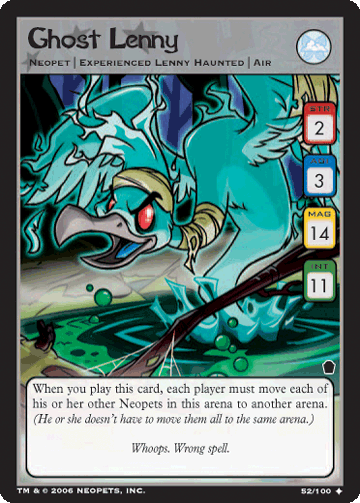 Ghost Lenny
Neopet | Experienced Lenny Haunted | Air
STR
2
AGI
3
MAG
14
INT
11
When you play this card, each player must move each of
his or her other Neopets in this arena to another arena.
(He or she doesn't have to move them all to the same arena.)
Whoops. Wrong spell.
TM & © 2006 NEOPETS, INC.
52/100 ◆